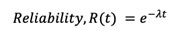 Reliability, R(t) = e^{-λt}